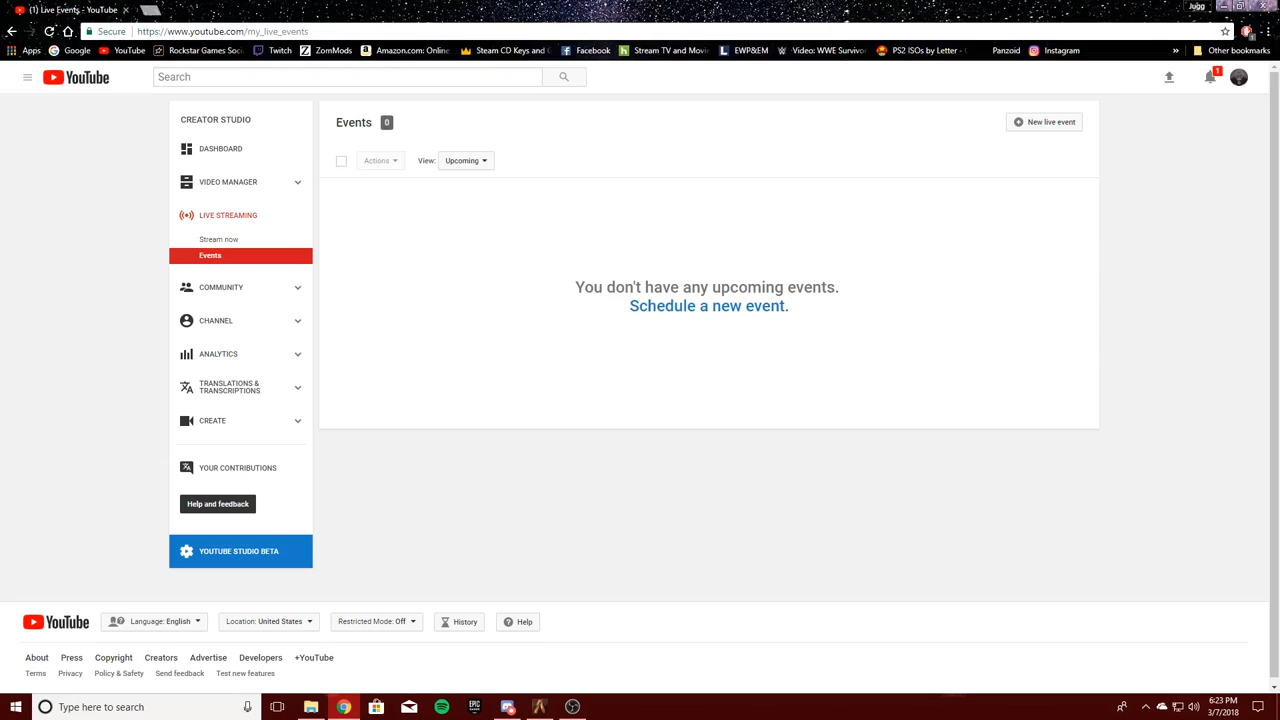 (1) Live Events - YouTube
Jugg
Secure https://www.youtube.com/my_live_events
Apps Google YouTube Rockstar Games Soci Twitch ZomMods Amazon.com: Online Steam CD Keys and G Facebook Stream TV and Movi EWP&EM Video: WWE Survivor PS2 ISOs by Letter - C Panzoid Instagram » Other bookmarks
YouTube
Search
1
CREATOR STUDIO
DASHBOARD
VIDEO MANAGER
LIVE STREAMING
Stream now
Events
COMMUNITY
CHANNEL
ANALYTICS
TRANSLATIONS &
TRANSCRIPTIONS
CREATE
YOUR CONTRIBUTIONS
Help and feedback
YOUTUBE STUDIO BETA
Events 0
New live event
Actions View: Upcoming
You don't have any upcoming events.
Schedule a new event.
YouTube Language: English Location: United States Restricted Mode: Off History Help
About Press Copyright Creators Advertise Developers +YouTube
Terms Privacy Policy & Safety Send feedback Test new features
Type here to search
EPIC
6:23 PM
3/7/2018